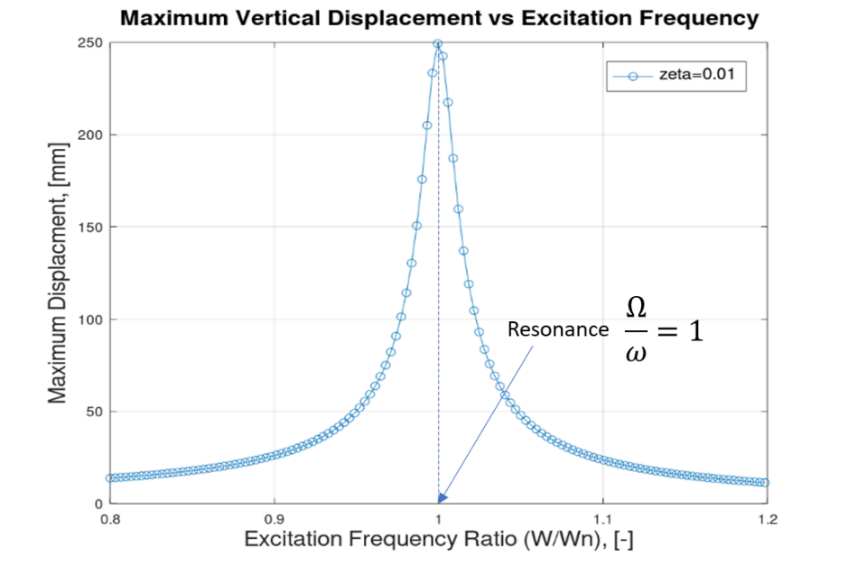 Maximum Vertical Displacement vs Excitation Frequency
250
200
150
100
50
0
Maximum Displacment, [mm]
zeta=0.01
Resonance Ω/ω = 1
0.8 0.9 1 1.1 1.2
Excitation Frequency Ratio (W/Wn), [-]